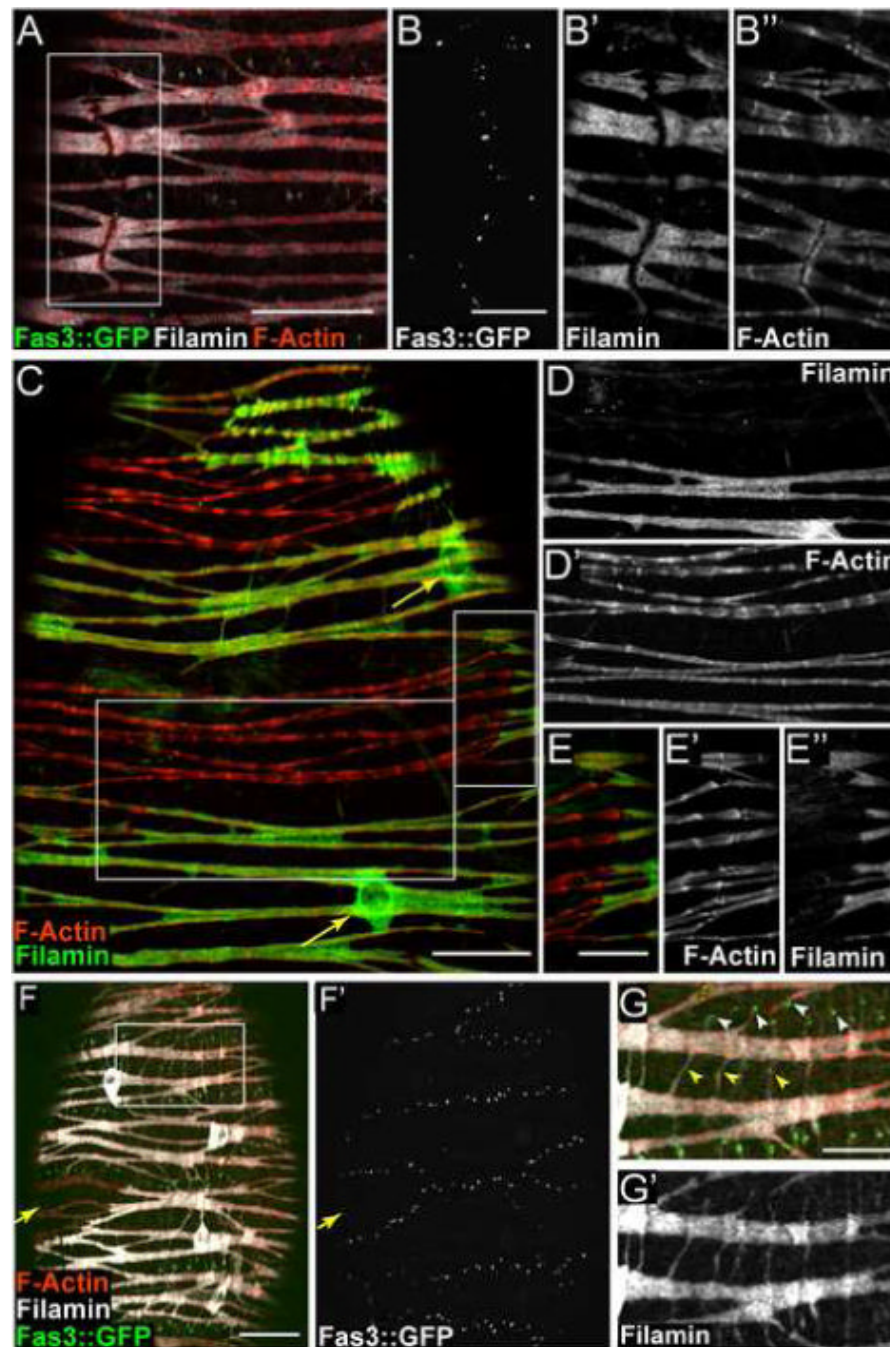 A
B
B'
B''
Fas3::GFP Filamin F-Actin
Fas3::GFP
Filamin
F-Actin
C
D
Filamin
D'
F-Actin
E
E'
E''
F-Actin
Filamin
F-Actin
Filamin
F
F'
G
F-Actin
Filamin
Fas3::GFP
Fas3::GFP
G'
Filamin